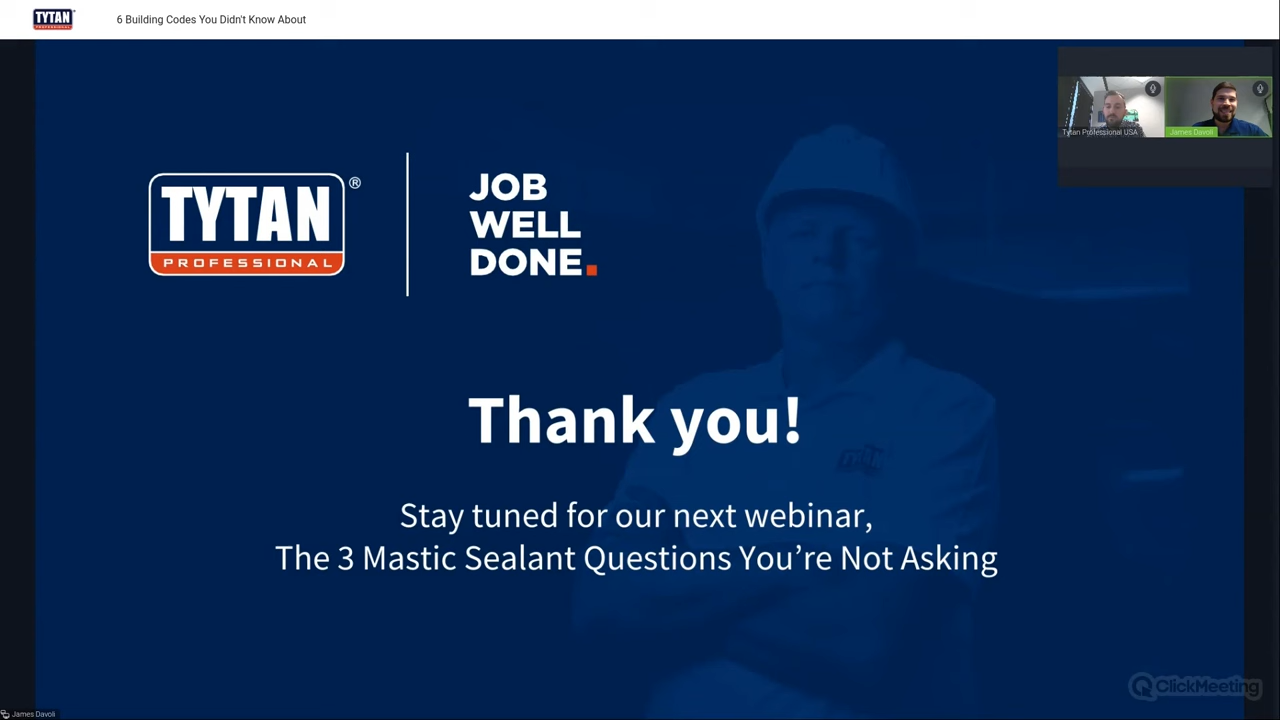 TYTAN
PROFESSIONAL
6 Building Codes You Didn't Know About
Tytan Professional USA
James Davoli
TYTAN ®
PROFESSIONAL
JOB
WELL
DONE.
Thank you!
Stay tuned for our next webinar,
The 3 Mastic Sealant Questions You’re Not Asking
TYTAN
ClickMeeting
James Davoli